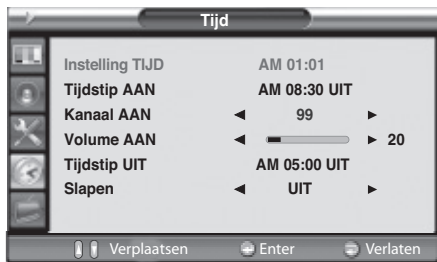 Tijd
Instelling TIJD AM 01:01
Tijdstip AAN AM 08:30 UIT
Kanaal AAN ◄ 99 ►
Volume AAN ◄ ► 20
Tijdstip UIT AM 05:00 UIT
Slapen ◄ UIT ►
Verplaatsen Enter Verlaten